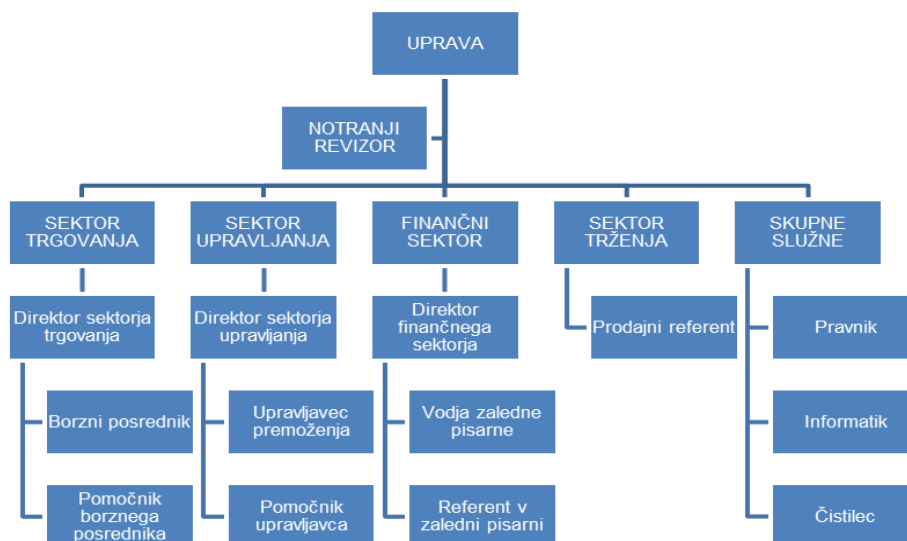 UPRAVA
NOTRANJI
REVIZOR
SEKTOR
TRGOVANJA
SEKTOR
UPRAVLJANJA
FINANČNI
SEKTOR
SEKTOR
TRŽENJA
SKUPNE
SLUŽNE
Direktor sektorja
trgovanja
Direktor sektorja
upravljanja
Direktor
finančnega
sektorja
Prodajni referent
Pravnik
Borzni posrednik
Upravljavec
premoženja
Vodja zaledne
pisarne
Informatik
Pomočnik
borznega
posrednika
Pomočnik
upravljavca
Referent v
zaledni pisarni
Čistilec